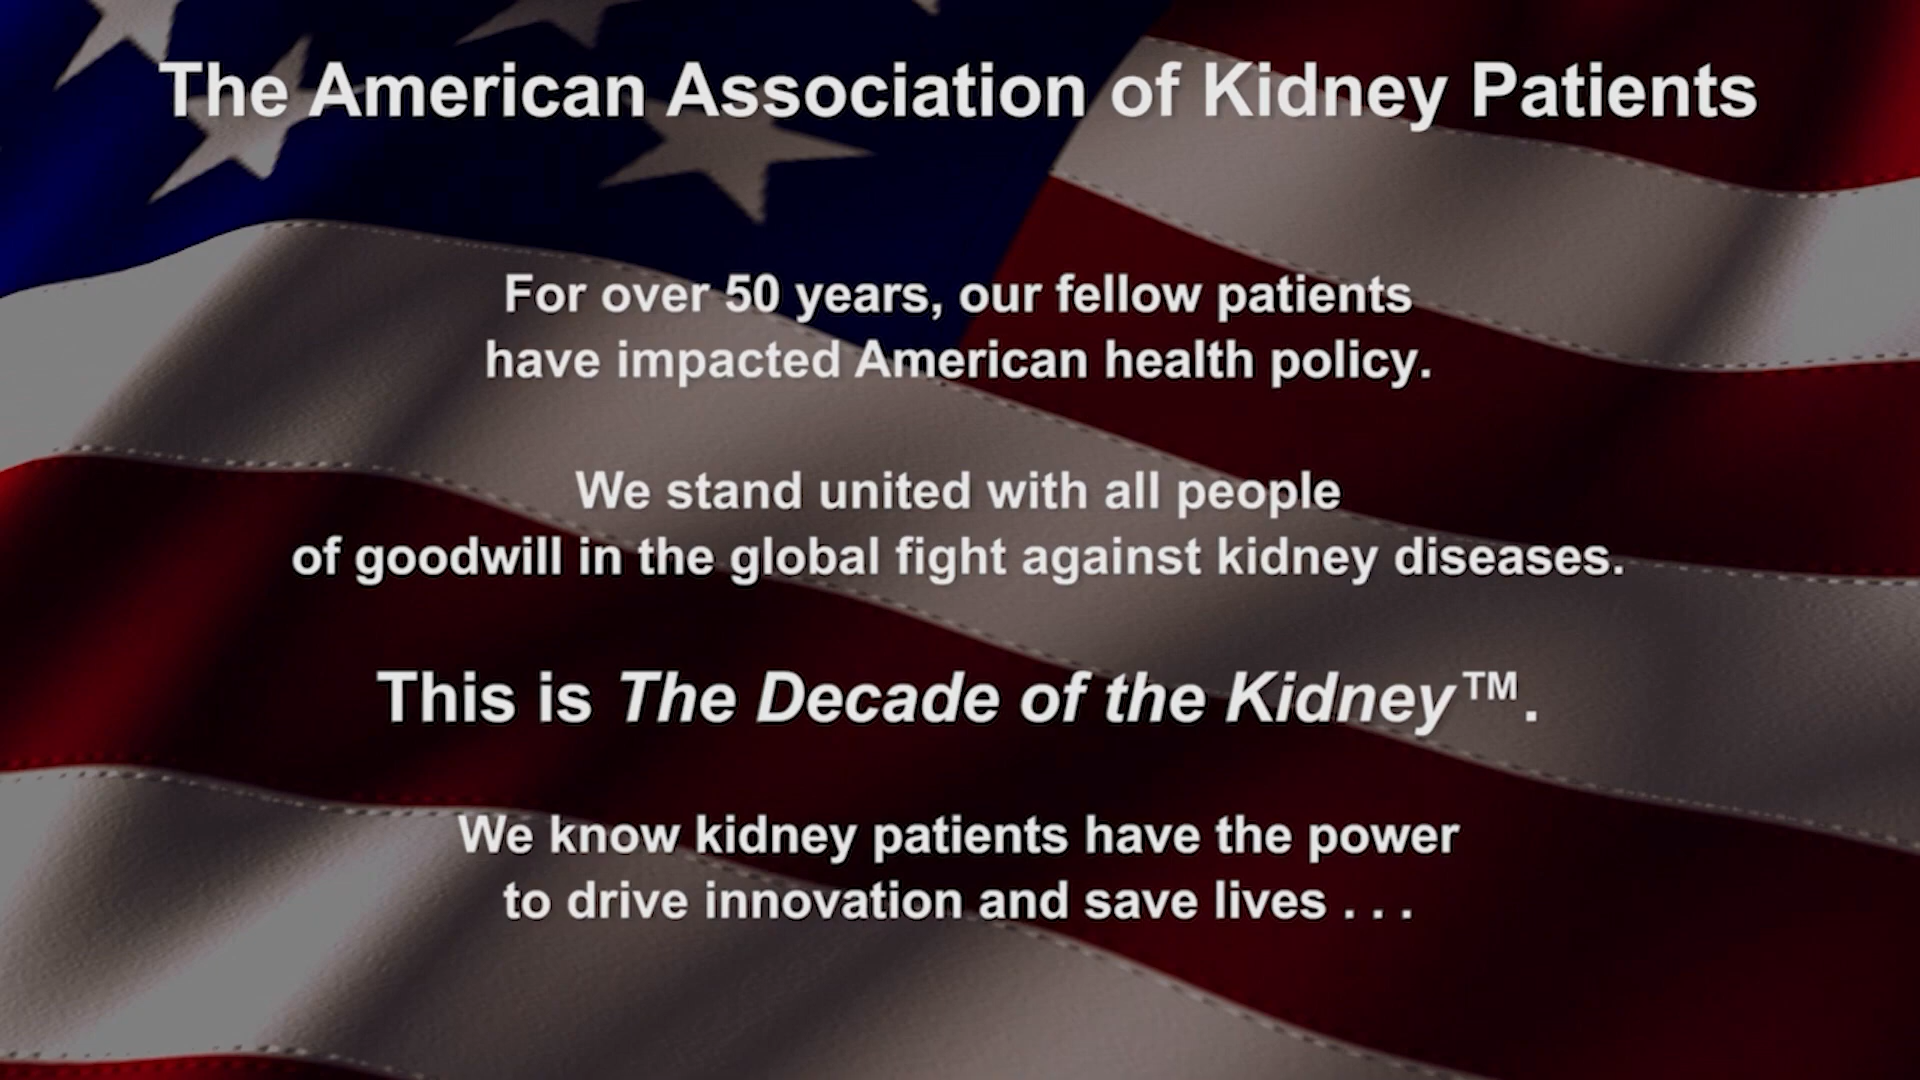 The American Association of Kidney Patients
For over 50 years, our fellow patients
have impacted American health policy.
We stand united with all people
of goodwill in the global fight against kidney diseases.
This is The Decade of the Kidney™.
We know kidney patients have the power
to drive innovation and save lives . . .